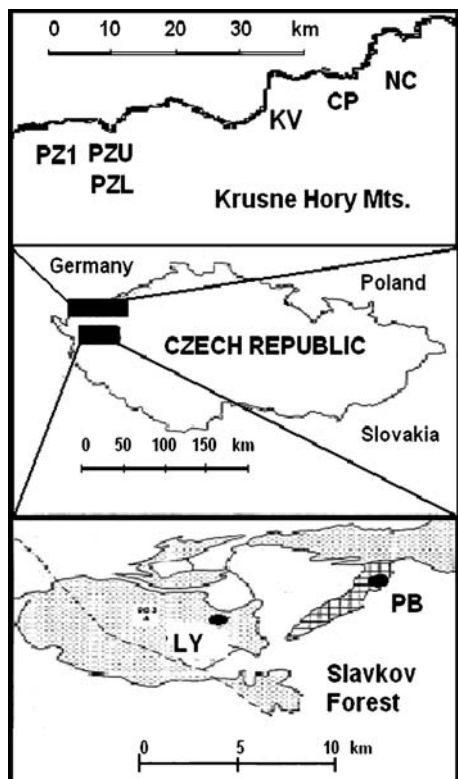 0 10 20 30 km
NC
CP
KV
PZ1 PZU
PZL
Krusne Hory Mts.
Germany
Poland
CZECH REPUBLIC
0 50 100 150 km
Slovakia
PB
LY
Slavkov
Forest
0 5 10 km